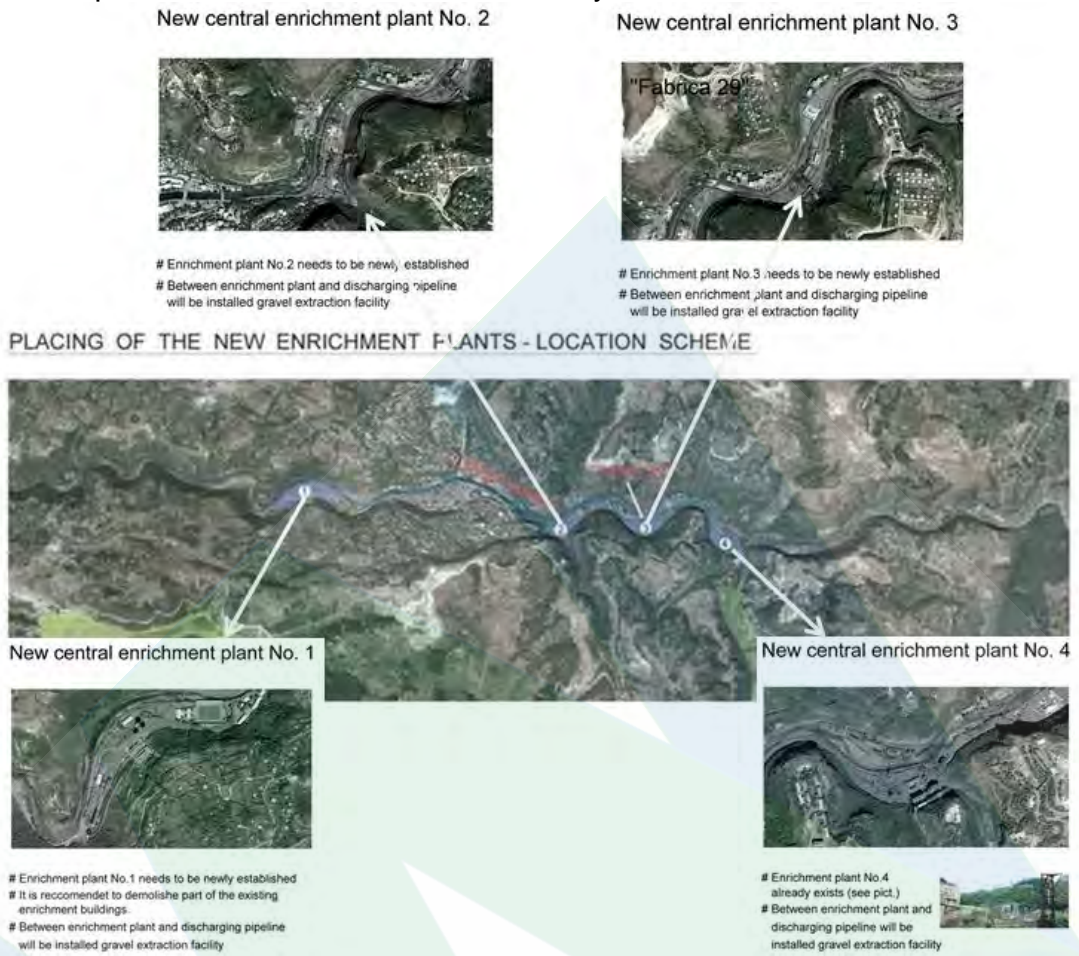 New central enrichment plant No. 2
New central enrichment plant No. 3
"Fabrica 29"
# Enrichment plant No.2 needs to be newly established
# Between enrichment plant and discharging pipeline
will be installed gravel extraction facility
# Enrichment plant No.3 needs to be newly established
# Between enrichment plant and discharging pipeline
will be installed gravel extraction facility
PLACING OF THE NEW ENRICHMENT PLANTS - LOCATION SCHEME
1
2
3
4
New central enrichment plant No. 1
New central enrichment plant No. 4
# Enrichment plant No.1 needs to be newly established
# It is reccomendet to demolishe part of the existing
enrichment buildings.
# Between enrichment plant and discharging pipeline
will be installed gravel extraction facility
# Enrichment plant No.4
already exists (see pict.)
# Between enrichment plant and
discharging pipeline will be
installed gravel extraction facility